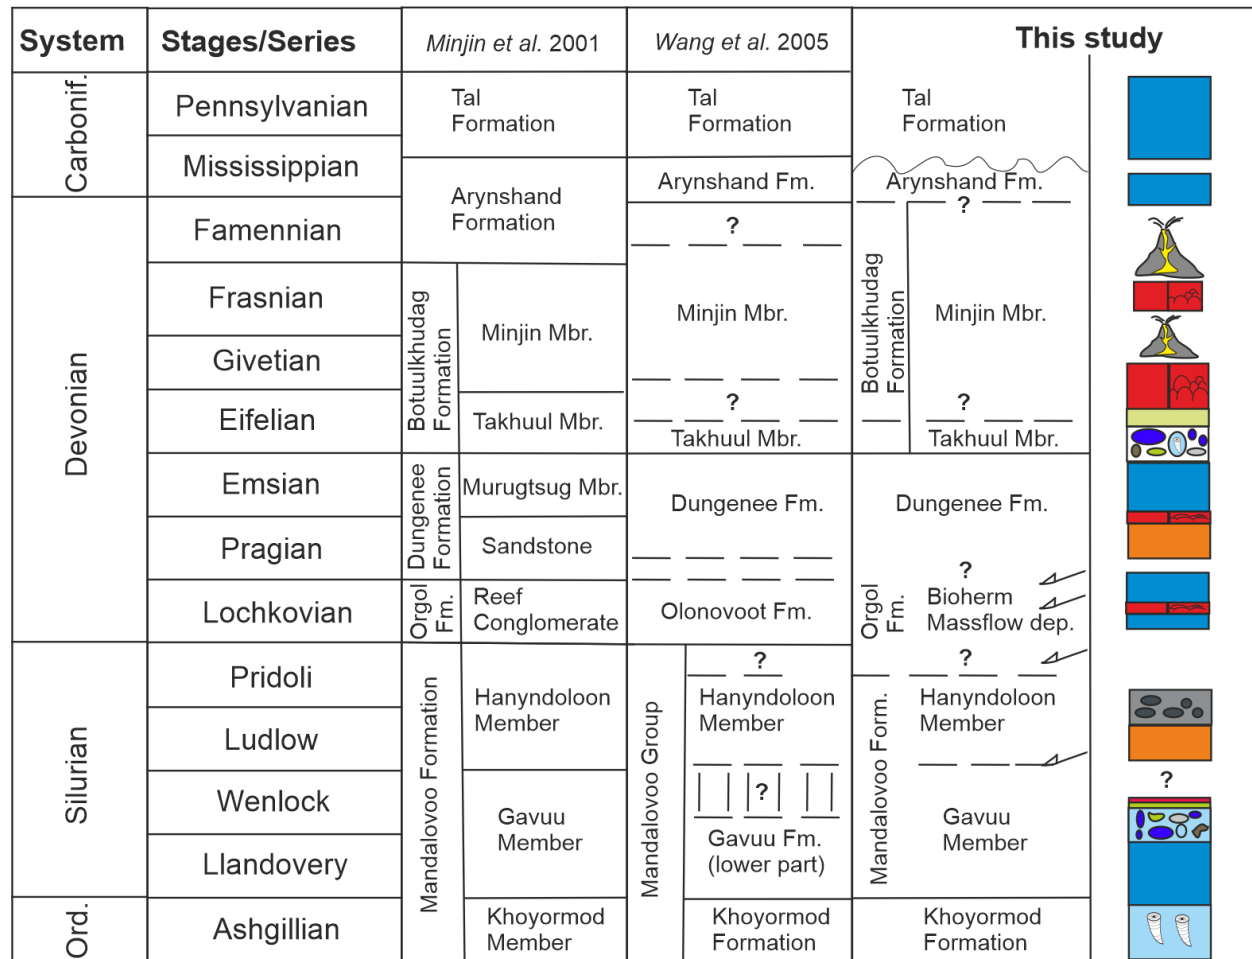 System
Stages/Series
Minjin et al. 2001
Wang et al. 2005
This study
Carbonif.
Pennsylvanian
Mississippian
Tal
Formation
Tal
Formation
Tal
Formation
Arynshand
Formation
Arynshand Fm.
Arynshand Fm.
?
?
Devonian
Famennian
Frasnian
Givetian
Eifelian
Emsian
Pragian
Lochkovian
Botuulkhudag
Formation
Minjin Mbr.
Takhuul Mbr.
Minjin Mbr.
?
Takhuul Mbr.
Botuulkhudag
Formation
Minjin Mbr.
?
Takhuul Mbr.
Dungenee
Formation
Murugtsug Mbr.
Sandstone
Dungenee Fm.
Dungenee Fm.
?
Orgol
Fm.
Reef
Conglomerate
Olonovoot Fm.
Orgol
Fm.
Bioherm
Massflow dep.
Silurian
Pridoli
Ludlow
Wenlock
Llandovery
Mandalovoo Formation
Hanyndoloon
Member
Gavuu
Member
Mandalovoo Group
?
Hanyndoloon
Member
?
Gavuu Fm.
(lower part)
Mandalovoo Form.
?
Hanyndoloon
Member
Gavuu
Member
?
Ord.
Ashgillian
Khoyormod
Member
Khoyormod
Formation
Khoyormod
Formation